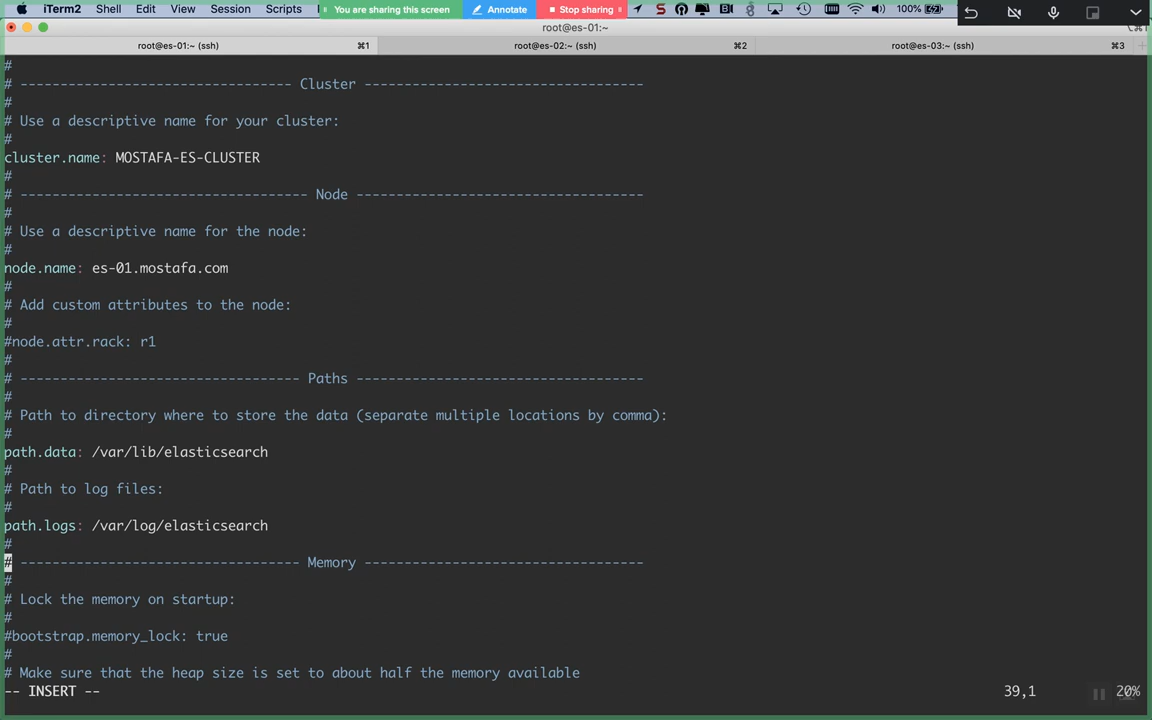 iTerm2 Shell Edit View Session Scripts You are sharing this screen Annotate Stop sharing 100%
root@es-01:~
root@es-01:~ (ssh) ⌘1 root@es-02:~ (ssh) ⌘2 root@es-03:~ (ssh) ⌘3
#
# ---------------------------------- Cluster -----------------------------------
#
# Use a descriptive name for your cluster:
#
cluster.name: MOSTAFA-ES-CLUSTER
#
# ------------------------------------ Node ------------------------------------
#
# Use a descriptive name for the node:
#
node.name: es-01.mostafa.com
#
# Add custom attributes to the node:
#
#node.attr.rack: r1
#
# ----------------------------------- Paths ------------------------------------
#
# Path to directory where to store the data (separate multiple locations by comma):
#
path.data: /var/lib/elasticsearch
#
# Path to log files:
#
path.logs: /var/log/elasticsearch
#
# ----------------------------------- Memory -----------------------------------
#
# Lock the memory on startup:
#
#bootstrap.memory_lock: true
#
# Make sure that the heap size is set to about half the memory available
-- INSERT -- 39,1 20%